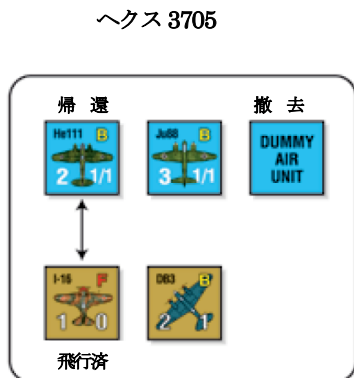 ヘクス 3705
帰 還
撤 去
He111 B
2 1/1
Ju88 B
3 1/1
DUMMY
AIR
UNIT
I-16 F
1 0
DB3 B
2 1
飛行済